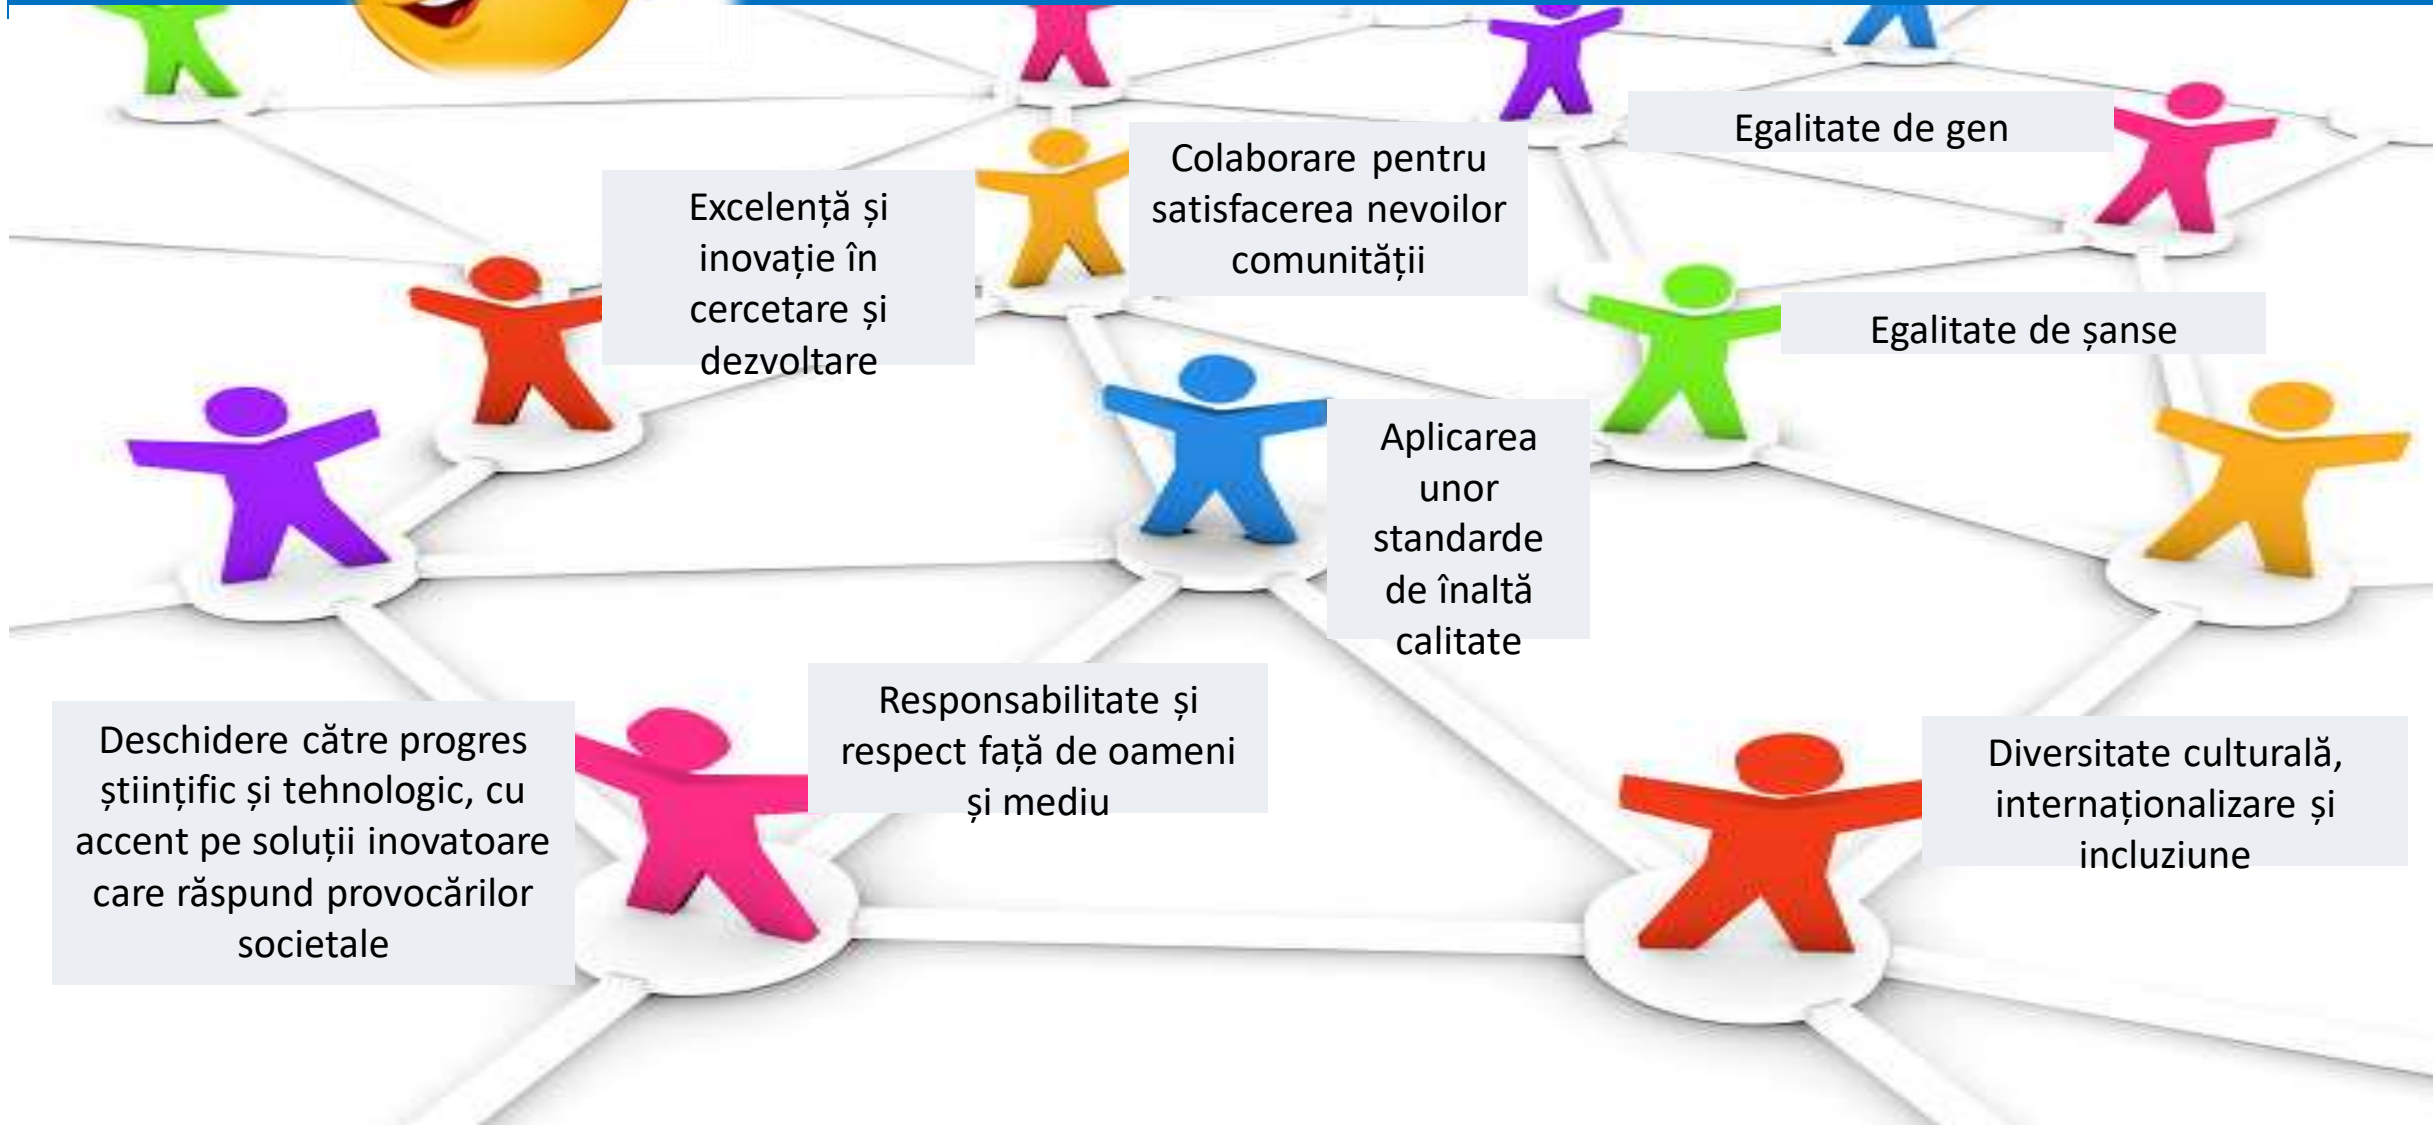 Egalitate de gen
Colaborare pentru
satisfacerea nevoilor
comunității
Excelență și
inovație în
cercetare și
dezvoltare
Egalitate de șanse
Aplicarea
unor
standarde
de înaltă
calitate
Responsabilitate și
respect față de oameni
și mediu
Deschidere către progres
științific și tehnologic, cu
accent pe soluții inovatoare
care răspund provocărilor
societale
Diversitate culturală,
internaționalizare și
incluziune